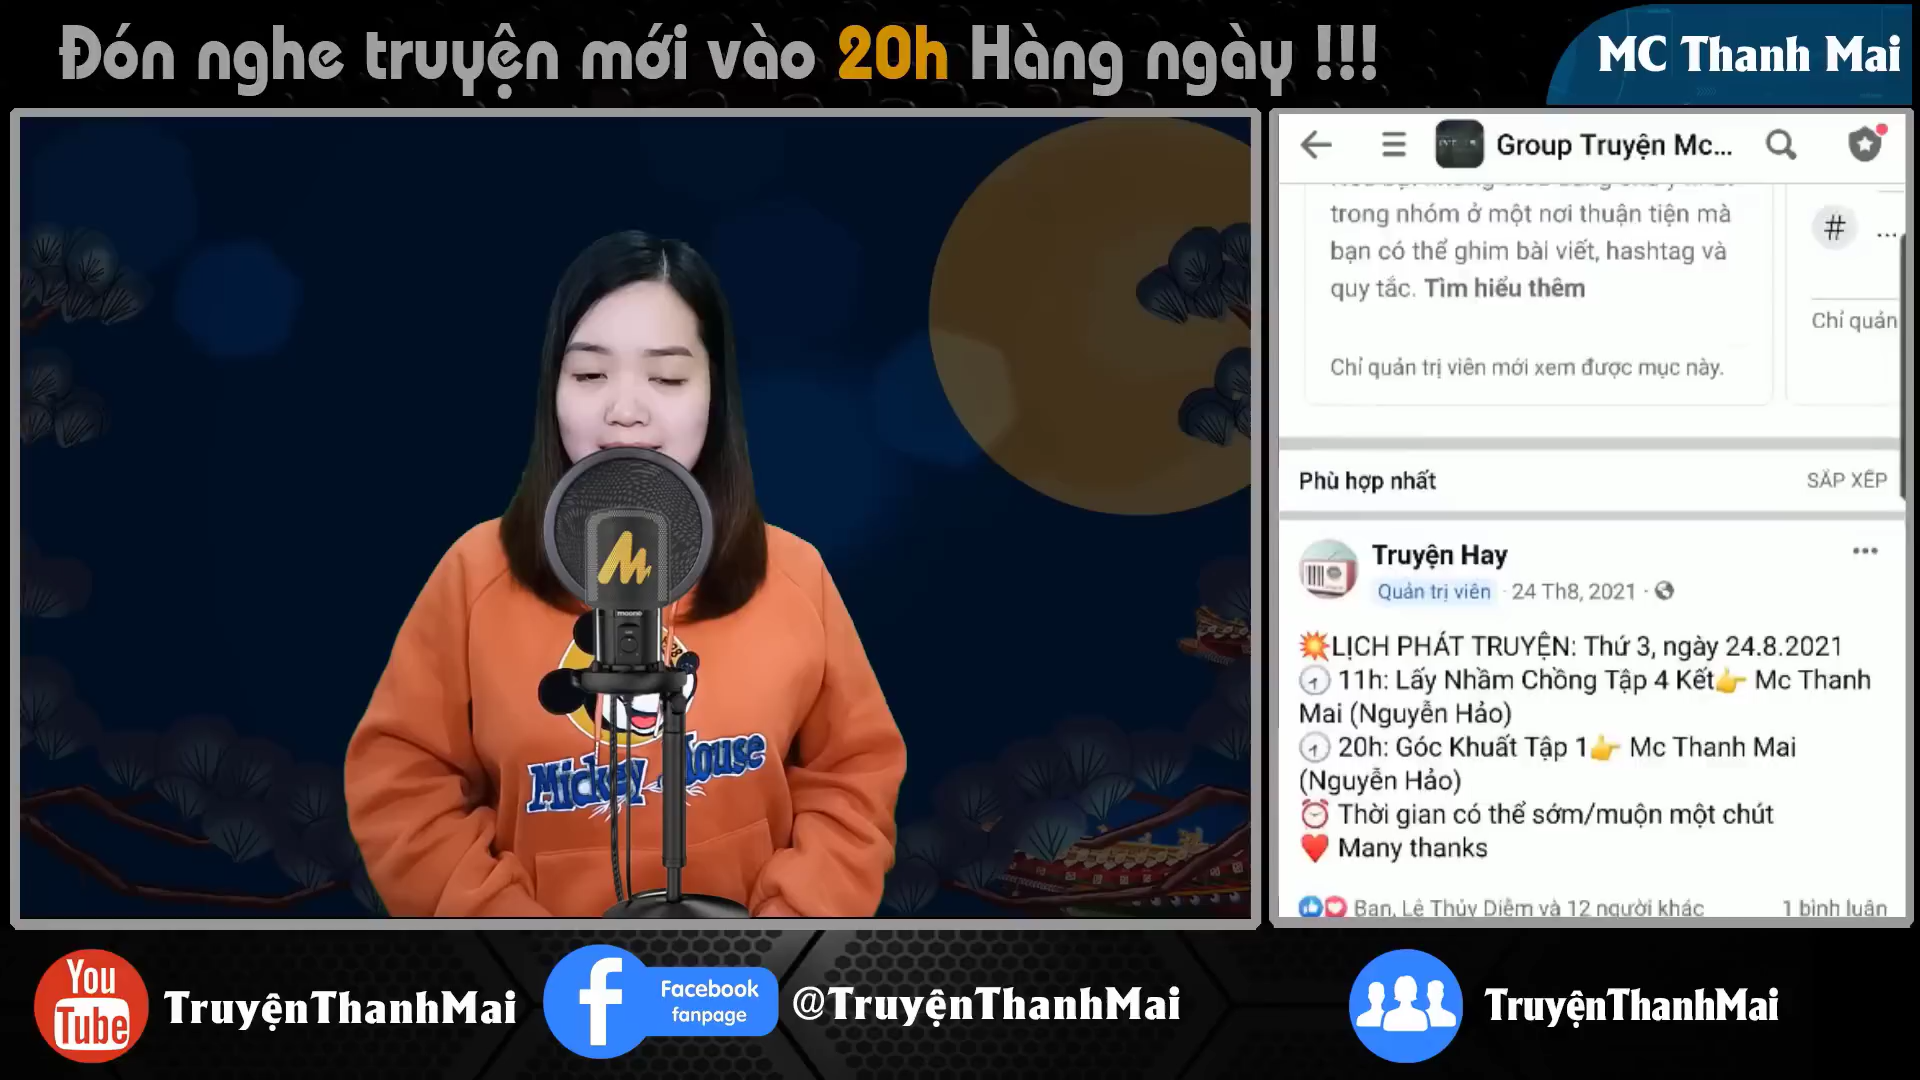 Đón nghe truyện mới vào 20h Hàng ngày !!!
MC Thanh Mai
Group Truyện Mc...
trong nhóm ở một nơi thuận tiện mà
bạn có thể ghim bài viết, hashtag và
quy tắc. Tìm hiểu thêm
Chỉ quản trị viên mới xem được mục này.
# ...
Chỉ quản
Phù hợp nhất
SẮP XẾP
Truyện Hay
Quản trị viên · 24 Th8, 2021 ·
💥LỊCH PHÁT TRUYỆN: Thứ 3, ngày 24.8.2021
11h: Lấy Nhầm Chồng Tập 4 Kết👉 Mc Thanh
Mai (Nguyễn Hảo)
20h: Góc Khuất Tập 1👉 Mc Thanh Mai
(Nguyễn Hảo)
⏰ Thời gian có thể sớm/muộn một chút
❤️ Many thanks
Bạn, Lê Thủy Diễm và 12 người khác
1 bình luận
maono
Mickey Mouse
You
Tube
TruyệnThanhMai
Facebook
fanpage
@TruyệnThanhMai
TruyệnThanhMai